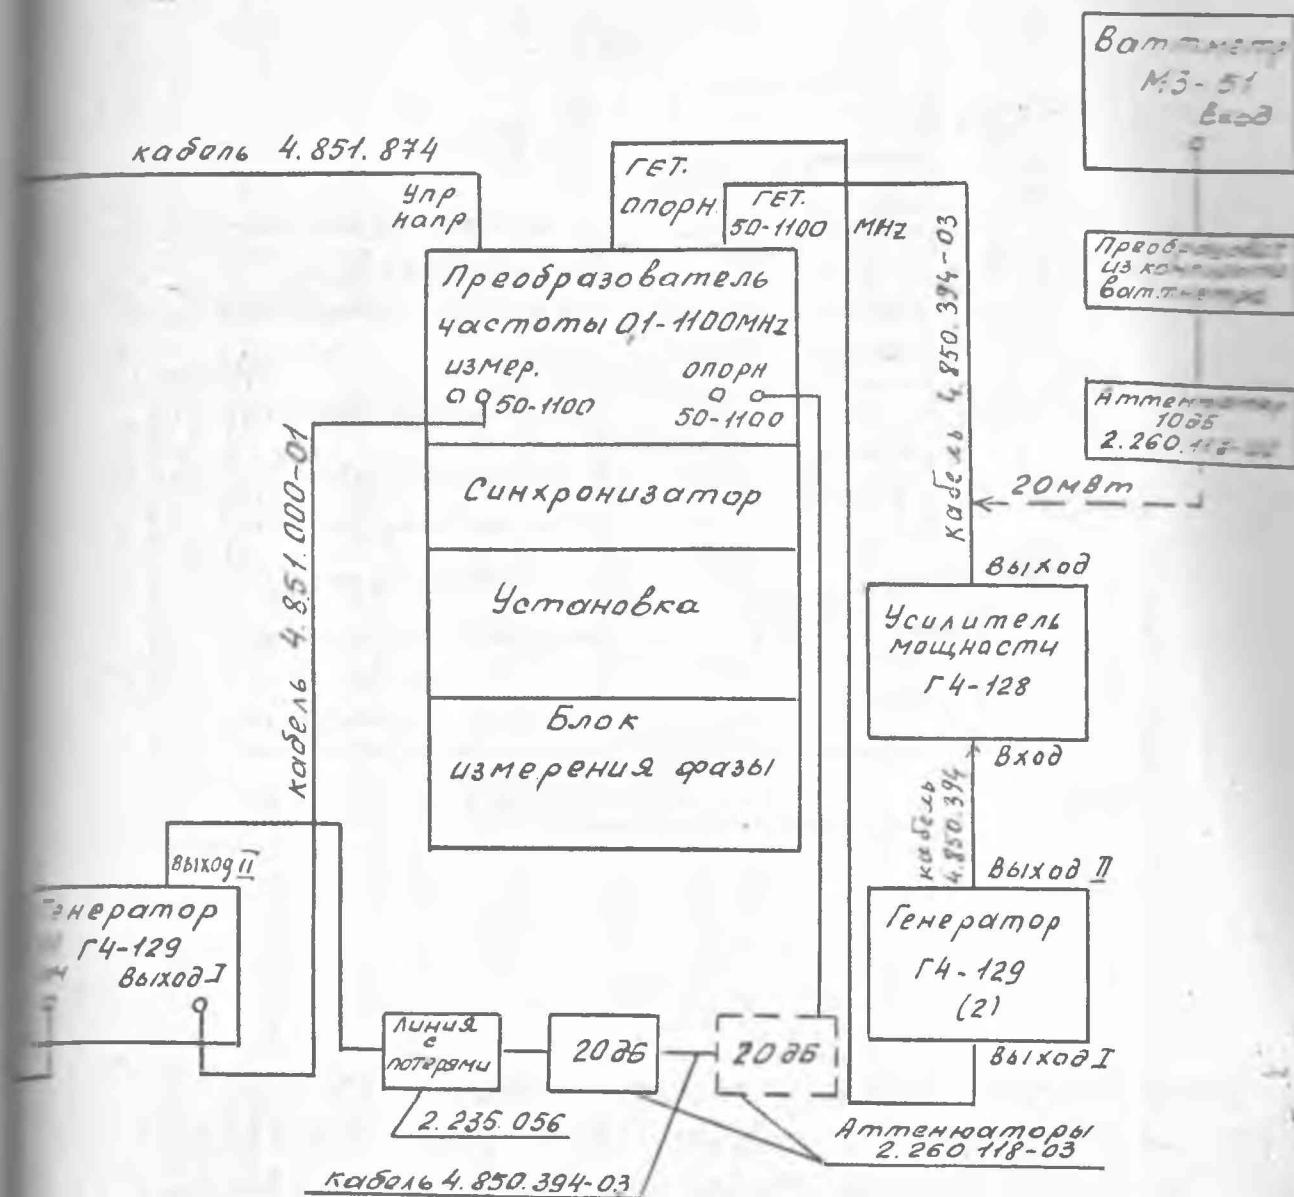 кабель 4.851.874
Упр
напр
ГЕТ.
опорн
ГЕТ.
50-1100 MHz
Преобразователь
частоты 0,1-1100MHz
измер.
50-1100
опорн
50-1100
Синхронизатор
Установка
Блок
измерения фазы
кабель 4.851.000-01
кабель 4.850.394-03
Ваттметр
М3-51
Вход
из
10дБ
2.260.
20мВт
Выход
Усилитель
мощности
Г4-128
Вход
кабель
4.850.394
Выход II
Генератор
Г4-129
(2)
Выход I
Выход II
Генератор
Г4-129
Выход I
Линия
с
потерями
20дБ
20дБ
2.235.056
Аттенюаторы
2.260 118-03
кабель 4.850.394-03